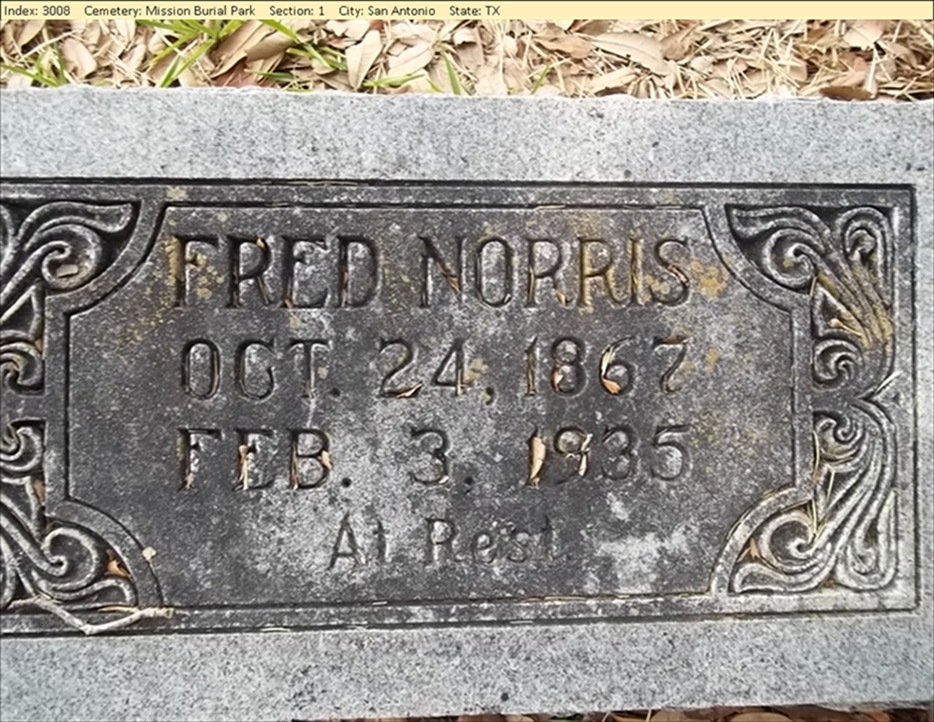 Index: 3008 Cemetery: Mission Burial Park Section: 1 City: San Antonio State: TX
FRED NORRIS
OCT. 24, 1867
FEB. 3, 1935
At Rest